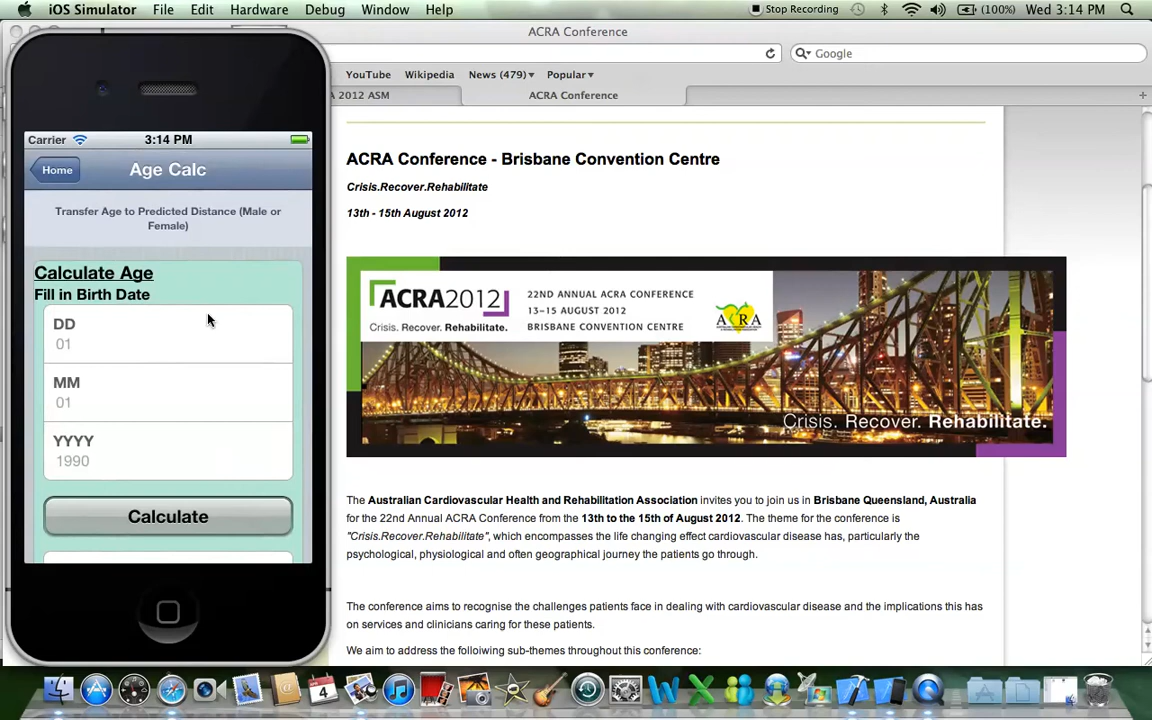 iOS Simulator File Edit Hardware Debug Window Help Stop Recording (100%) Wed 3:14 PM
ACRA Conference
Google
YouTube Wikipedia News (479) Popular
2012 ASM ACRA Conference
Carrier 3:14 PM
Home Age Calc
Transfer Age to Predicted Distance (Male or
Female)
Calculate Age
Fill in Birth Date
DD
01
MM
01
YYYY
1990
Calculate
ACRA Conference - Brisbane Convention Centre
Crisis.Recover.Rehabilitate
13th - 15th August 2012
ACRA2012
Crisis. Recover. Rehabilitate.
22ND ANNUAL ACRA CONFERENCE
13–15 AUGUST 2012
BRISBANE CONVENTION CENTRE
ACRA
Crisis. Recover. Rehabilitate.
The Australian Cardiovascular Health and Rehabilitation Association invites you to join us in Brisbane Queensland, Australia
for the 22nd Annual ACRA Conference from the 13th to the 15th of August 2012. The theme for the conference is
"Crisis.Recover.Rehabilitate", which encompasses the life changing effect cardiovascular disease has, particularly the
psychological, physiological and often geographical journey the patients go through.
The conference aims to recognise the challenges patients face in dealing with cardiovascular disease and the implications this has
on services and clinicians caring for these patients.
We aim to address the folloiwing sub-themes throughout this conference:
4